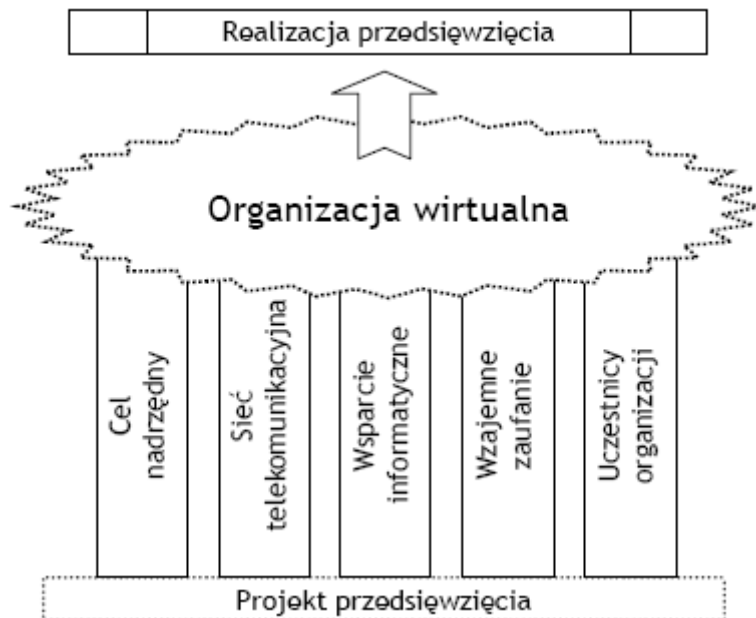 Realizacja przedsięwzięcia
Organizacja wirtualna
Cel
nadrzędny
Sieć
telekomunikacyjna
Wsparcie
informatyczne
Wzajemne
zaufanie
Uczestnicy
organizacji
Projekt przedsięwzięcia